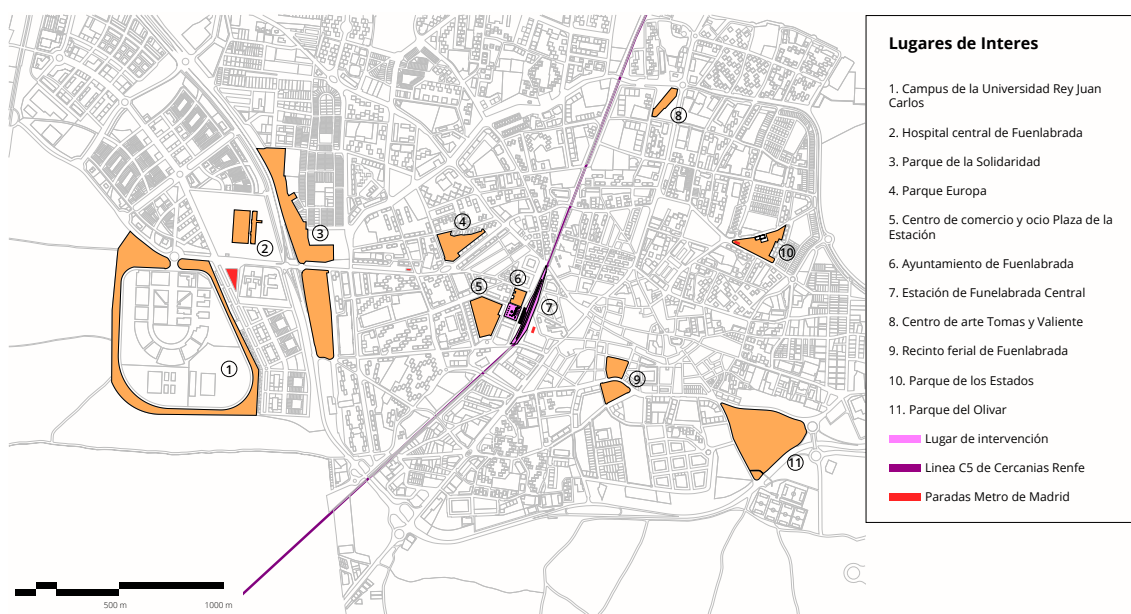 Lugares de Interes
1. Campus de la Universidad Rey Juan
Carlos
2. Hospital central de Fuenlabrada
3. Parque de la Solidaridad
4. Parque Europa
5. Centro de comercio y ocio Plaza de la
Estación
6. Ayuntamiento de Fuenlabrada
7. Estación de Funelabrada Central
8. Centro de arte Tomas y Valiente
9. Recinto ferial de Fuenlabrada
10. Parque de los Estados
11. Parque del Olivar
Lugar de intervención
Linea C5 de Cercanias Renfe
Paradas Metro de Madrid
8
3
4
2
10
6
5
7
1
9
11
500 m
1000 m